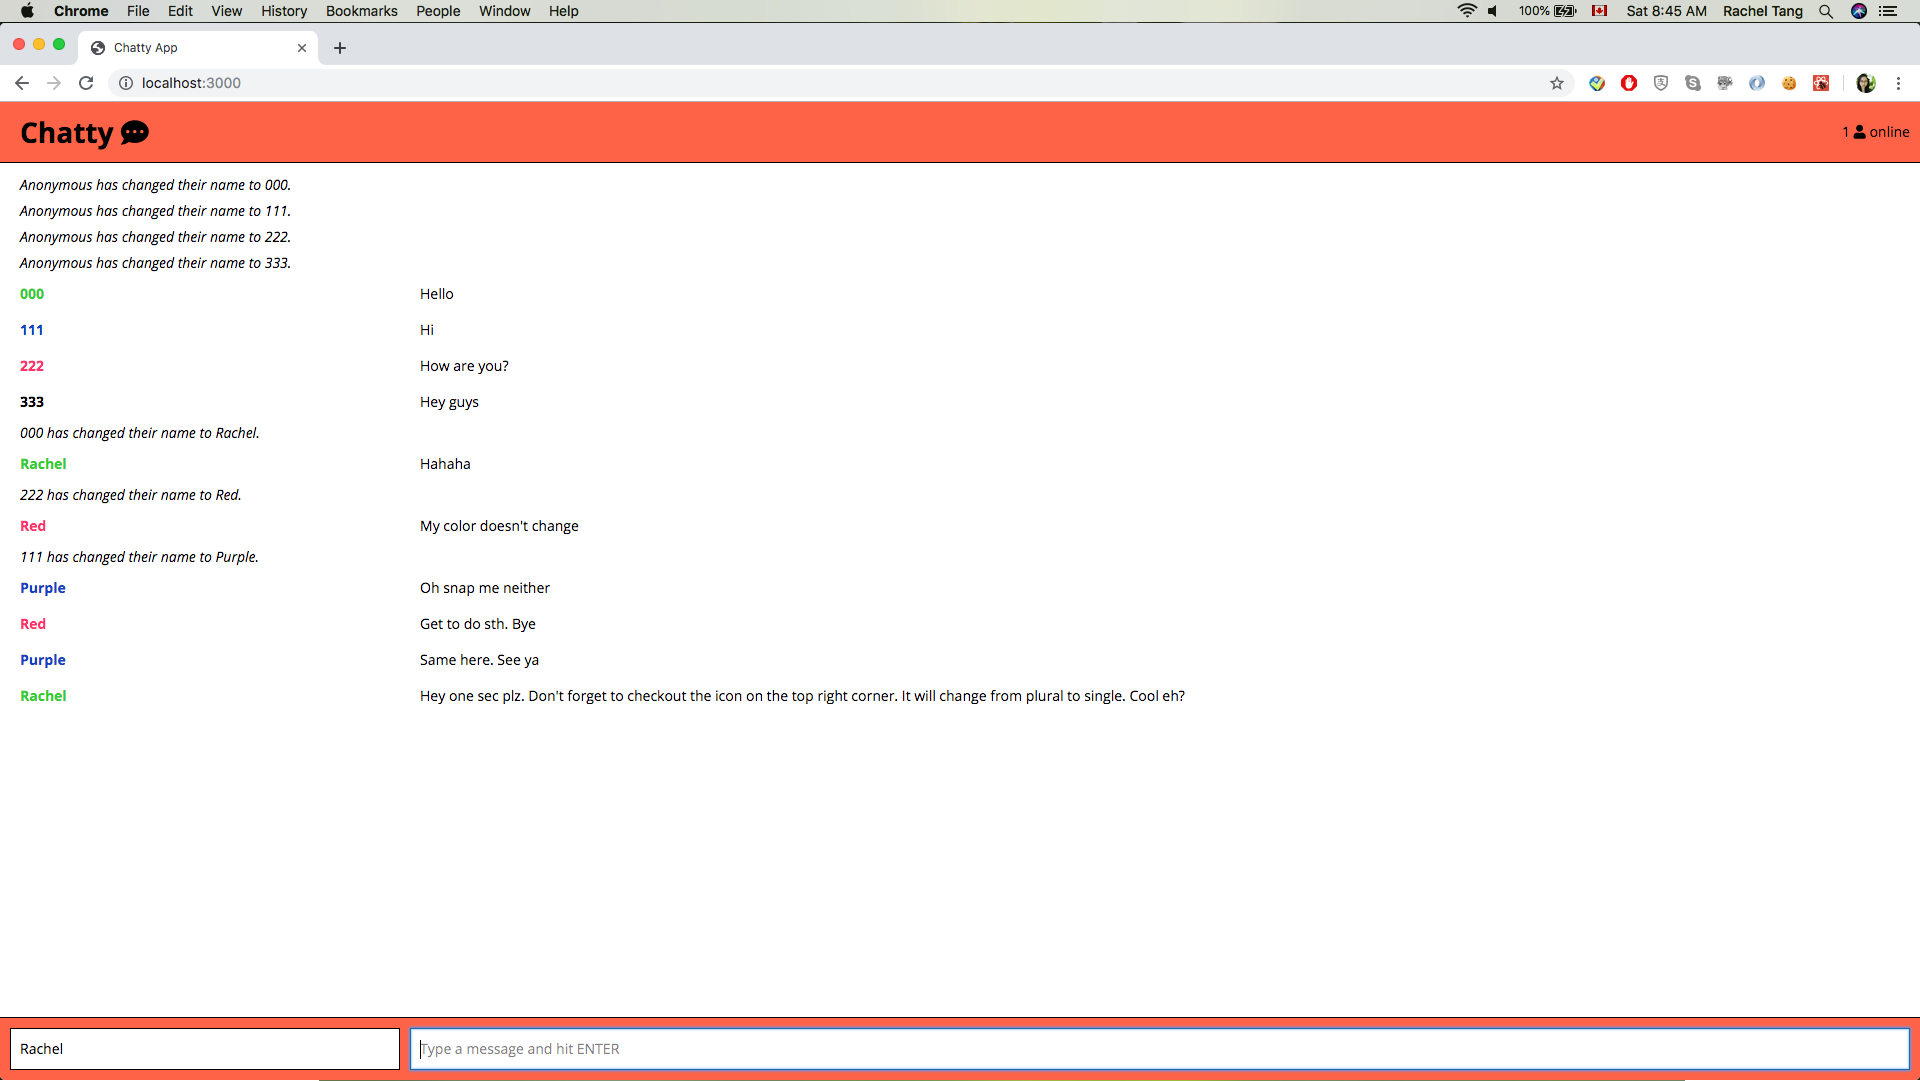 Chrome File Edit View History Bookmarks People Window Help 100% Sat 8:45 AM Rachel Tang
Chatty App
localhost:3000
Chatty 1 online
Anonymous has changed their name to 000.
Anonymous has changed their name to 111.
Anonymous has changed their name to 222.
Anonymous has changed their name to 333.
000 Hello
111 Hi
222 How are you?
333 Hey guys
000 has changed their name to Rachel.
Rachel Hahaha
222 has changed their name to Red.
Red My color doesn't change
111 has changed their name to Purple.
Purple Oh snap me neither
Red Get to do sth. Bye
Purple Same here. See ya
Rachel Hey one sec plz. Don't forget to checkout the icon on the top right corner. It will change from plural to single. Cool eh?
Rachel Type a message and hit ENTER